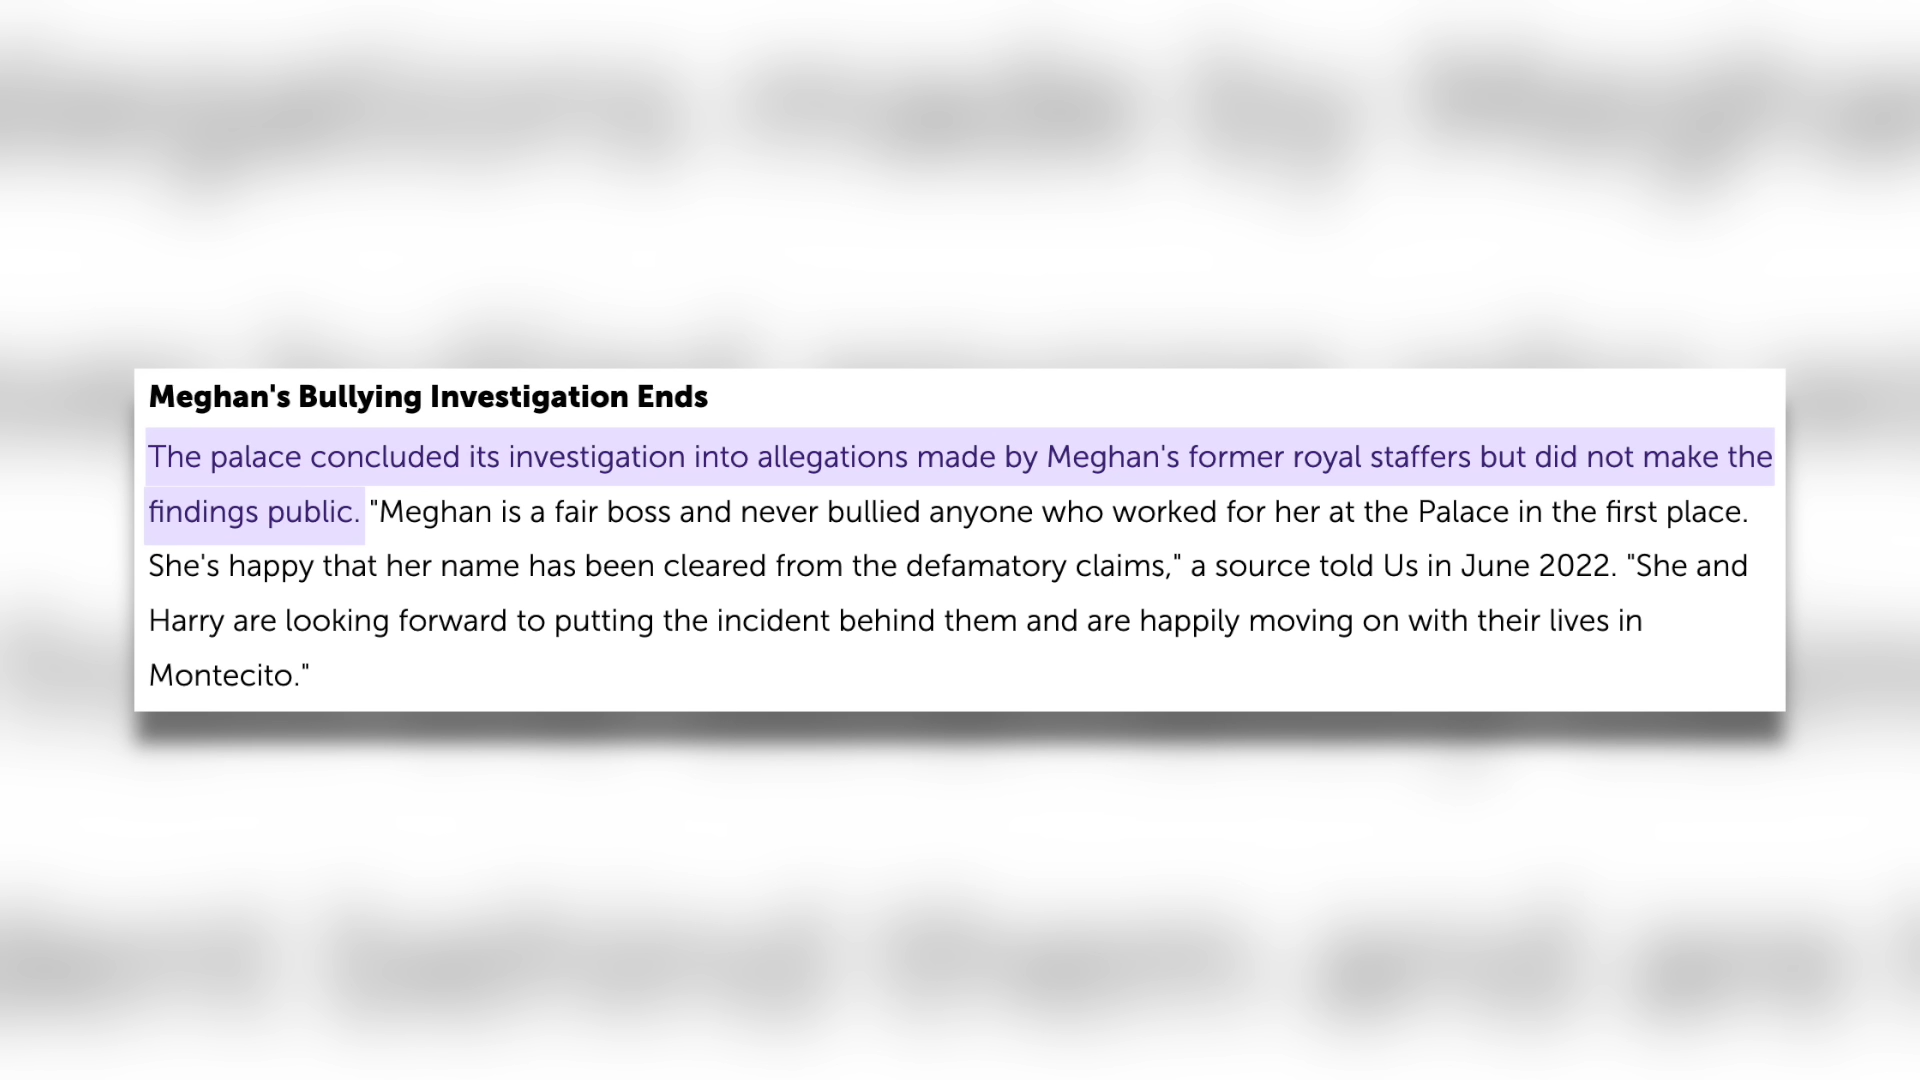 Meghan's Bullying Investigation Ends
The palace concluded its investigation into allegations made by Meghan's former royal staffers but did not make the
findings public. "Meghan is a fair boss and never bullied anyone who worked for her at the Palace in the first place.
She's happy that her name has been cleared from the defamatory claims," a source told Us in June 2022. "She and
Harry are looking forward to putting the incident behind them and are happily moving on with their lives in
Montecito."